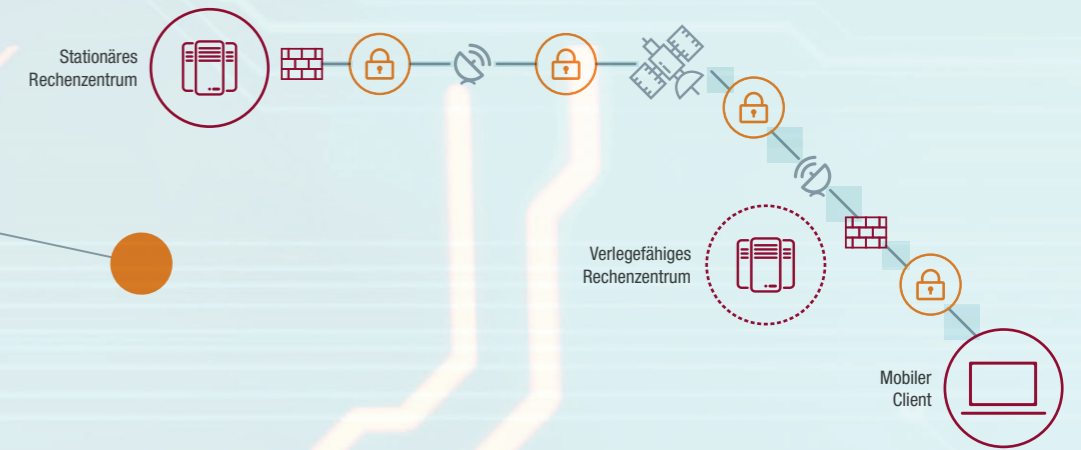 Stationäres
Rechenzentrum
Verlegefähiges
Rechenzentrum
Mobiler
Client